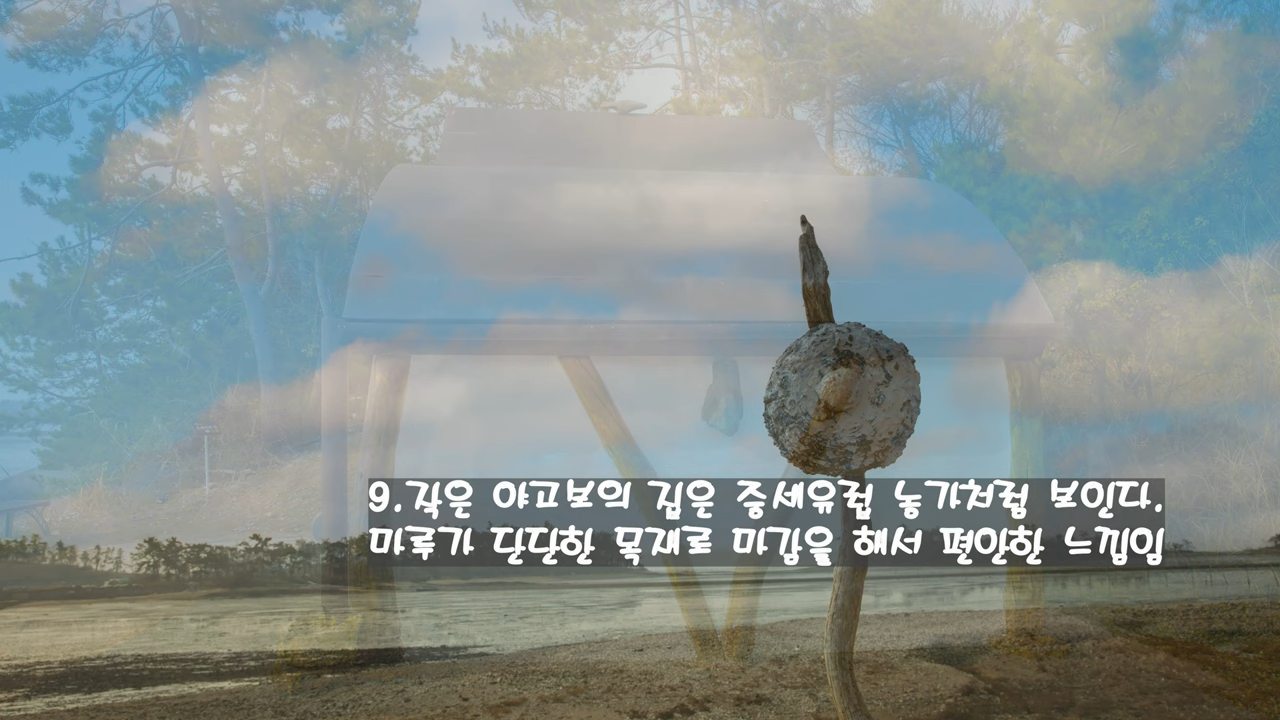 9.작은 야고보의 집은 중세유럽 농가처럼 보인다.
마루가 단단한 목재로 마감을 해서 편안한 느낌임